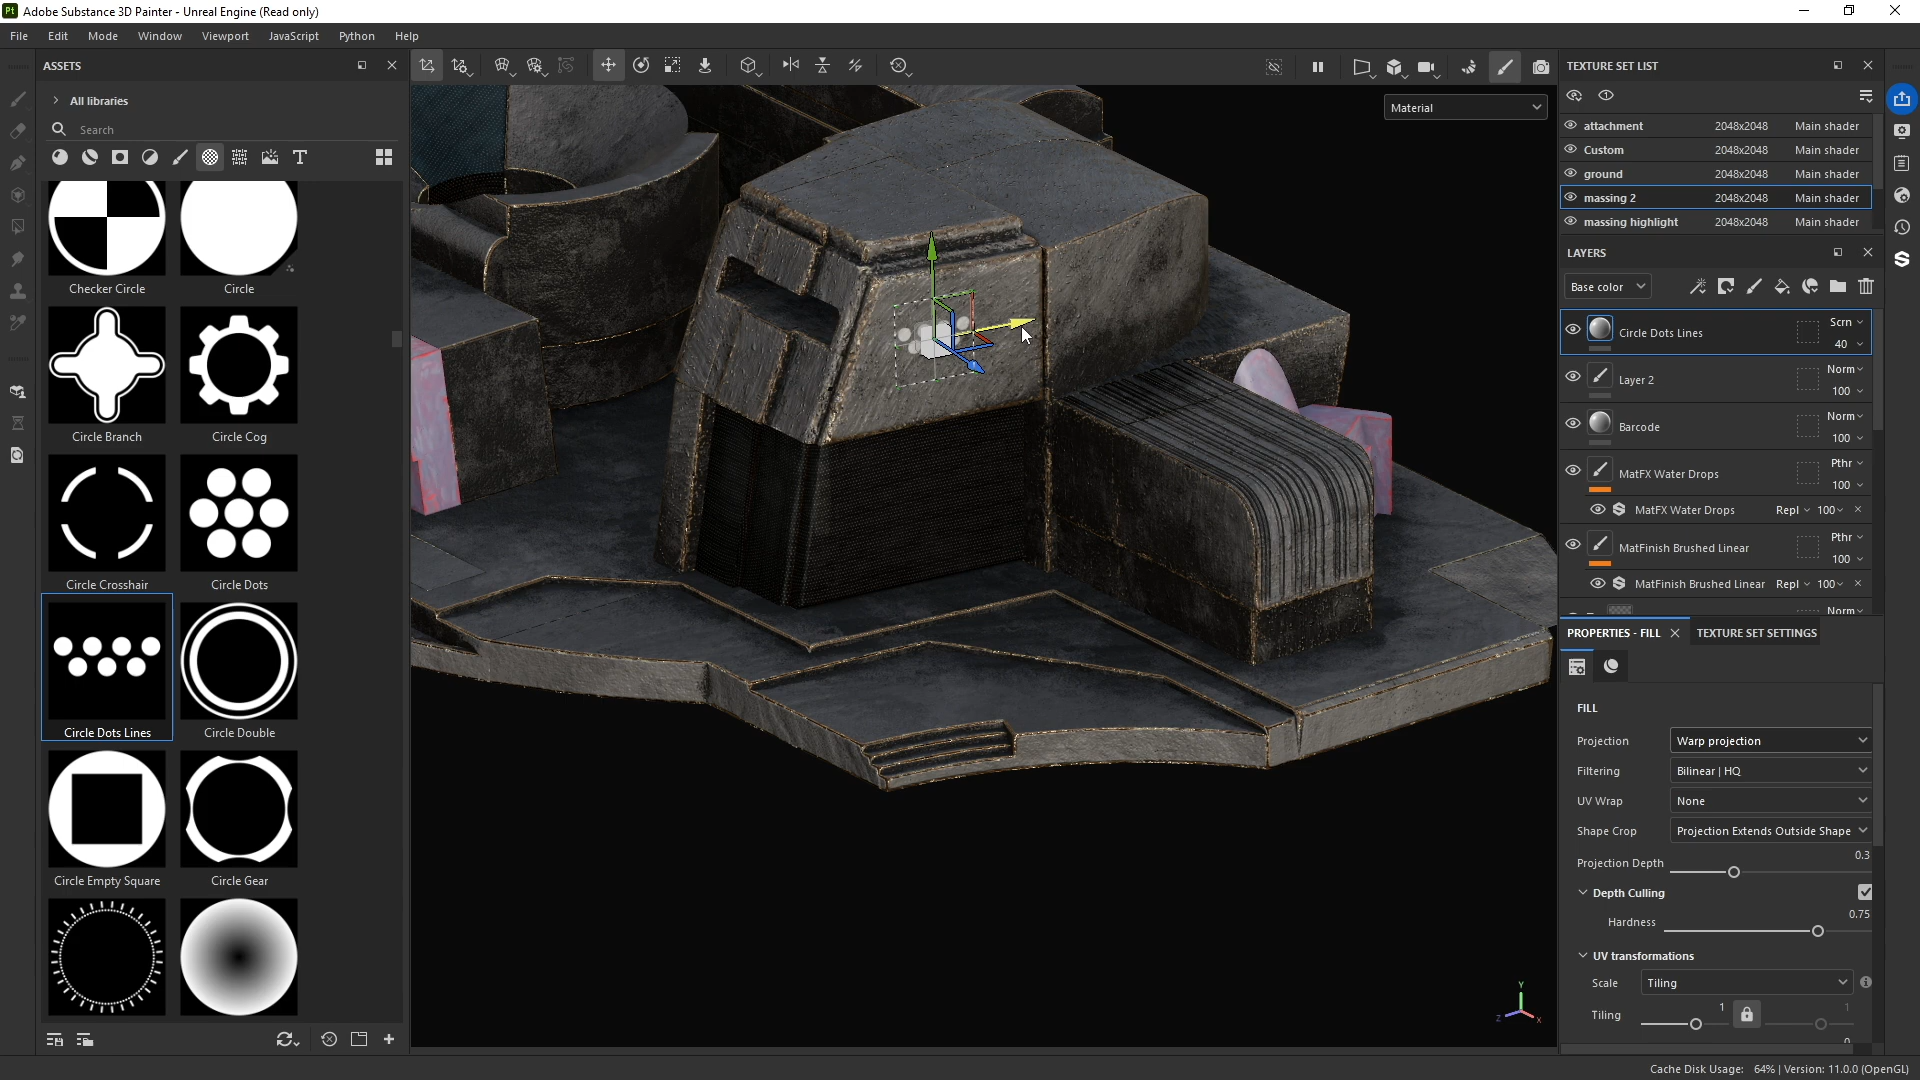 Pt Adobe Substance 3D Painter - Unreal Engine (Read only)
File Edit Mode Window Viewport JavaScript Python Help
ASSETS
All libraries
Search
Checker Circle
Circle
Circle Branch
Circle Cog
Circle Crosshair
Circle Dots
Circle Dots Lines
Circle Double
Circle Empty Square
Circle Gear
Material
Y
Z
X
TEXTURE SET LIST
attachment 2048x2048 Main shader
Custom 2048x2048 Main shader
ground 2048x2048 Main shader
massing 2 2048x2048 Main shader
massing highlight 2048x2048 Main shader
LAYERS
Base color
Circle Dots Lines Scrn 40
Layer 2 Norm 100
Barcode Norm 100
MatFX Water Drops Pthr 100
MatFX Water Drops Repl 100
MatFinish Brushed Linear Pthr 100
MatFinish Brushed Linear Repl 100
Norm
PROPERTIES - FILL TEXTURE SET SETTINGS
FILL
Projection Warp projection
Filtering Bilinear | HQ
UV Wrap None
Shape Crop Projection Extends Outside Shape
Projection Depth 0.3
Depth Culling
Hardness 0.75
UV transformations
Scale Tiling
Tiling 1 1
0
Cache Disk Usage: 64% | Version: 11.0.0 (OpenGL)